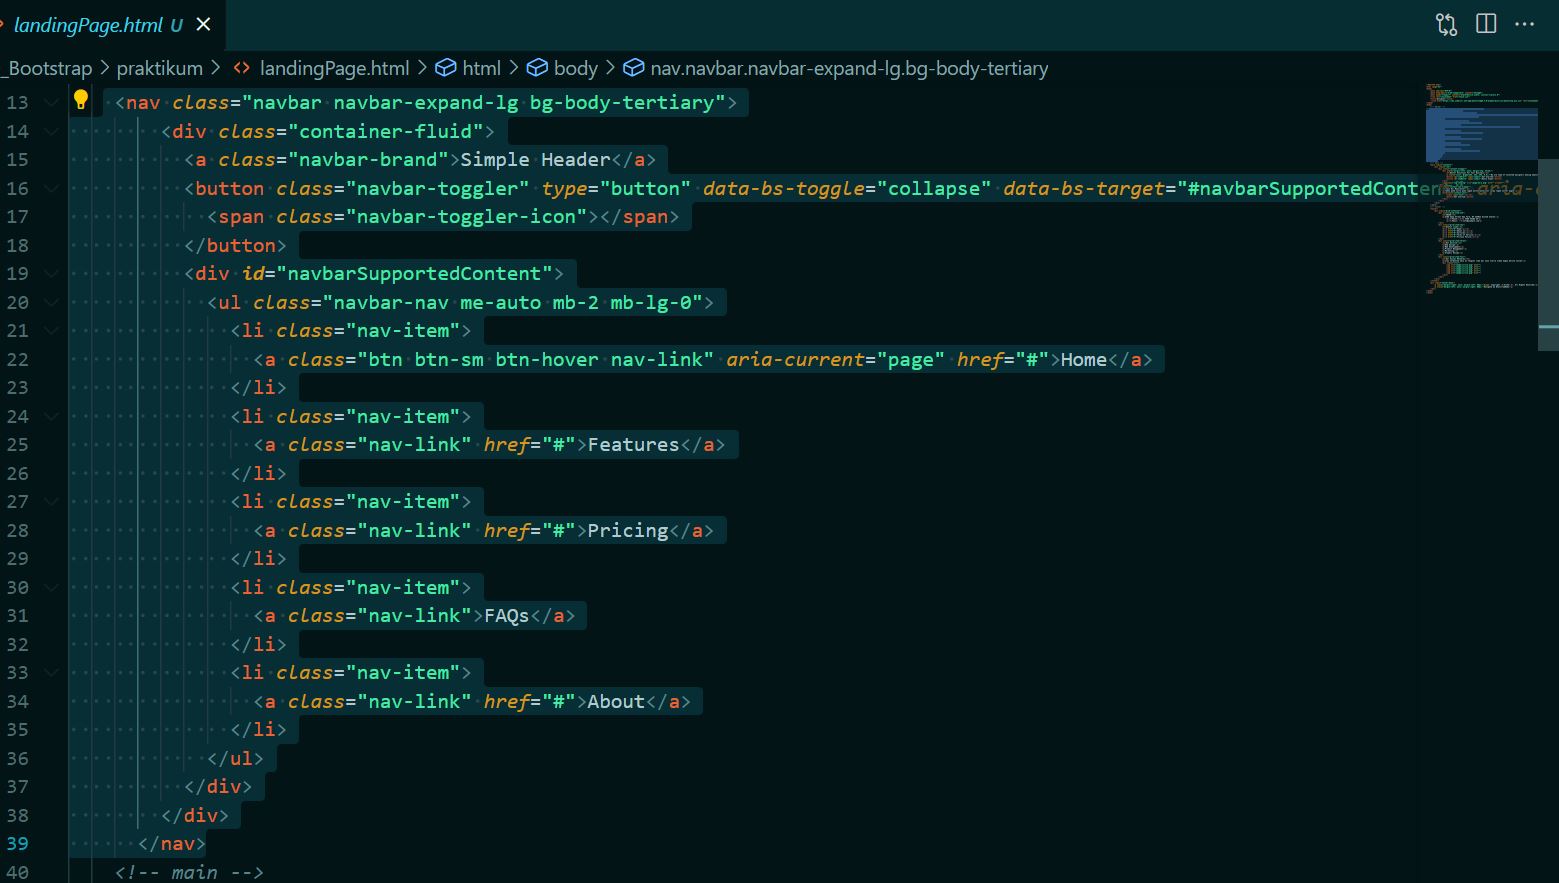 landingPage.html U
_Bootstrap > praktikum > landingPage.html > html > body > nav.navbar.navbar-expand-lg.bg-body-tertiary
13 <nav class="navbar navbar-expand-lg bg-body-tertiary">
14 <div class="container-fluid">
15 <a class="navbar-brand">Simple Header</a>
16 <button class="navbar-toggler" type="button" data-bs-toggle="collapse" data-bs-target="#navbarSupportedConte
17 <span class="navbar-toggler-icon"></span>
18 </button>
19 <div id="navbarSupportedContent">
20 <ul class="navbar-nav me-auto mb-2 mb-lg-0">
21 <li class="nav-item">
22 <a class="btn btn-sm btn-hover nav-link" aria-current="page" href="#">Home</a>
23 </li>
24 <li class="nav-item">
25 <a class="nav-link" href="#">Features</a>
26 </li>
27 <li class="nav-item">
28 <a class="nav-link" href="#">Pricing</a>
29 </li>
30 <li class="nav-item">
31 <a class="nav-link">FAQs</a>
32 </li>
33 <li class="nav-item">
34 <a class="nav-link" href="#">About</a>
35 </li>
36 </ul>
37 </div>
38 </div>
39 </nav>
40 <!-- main -->